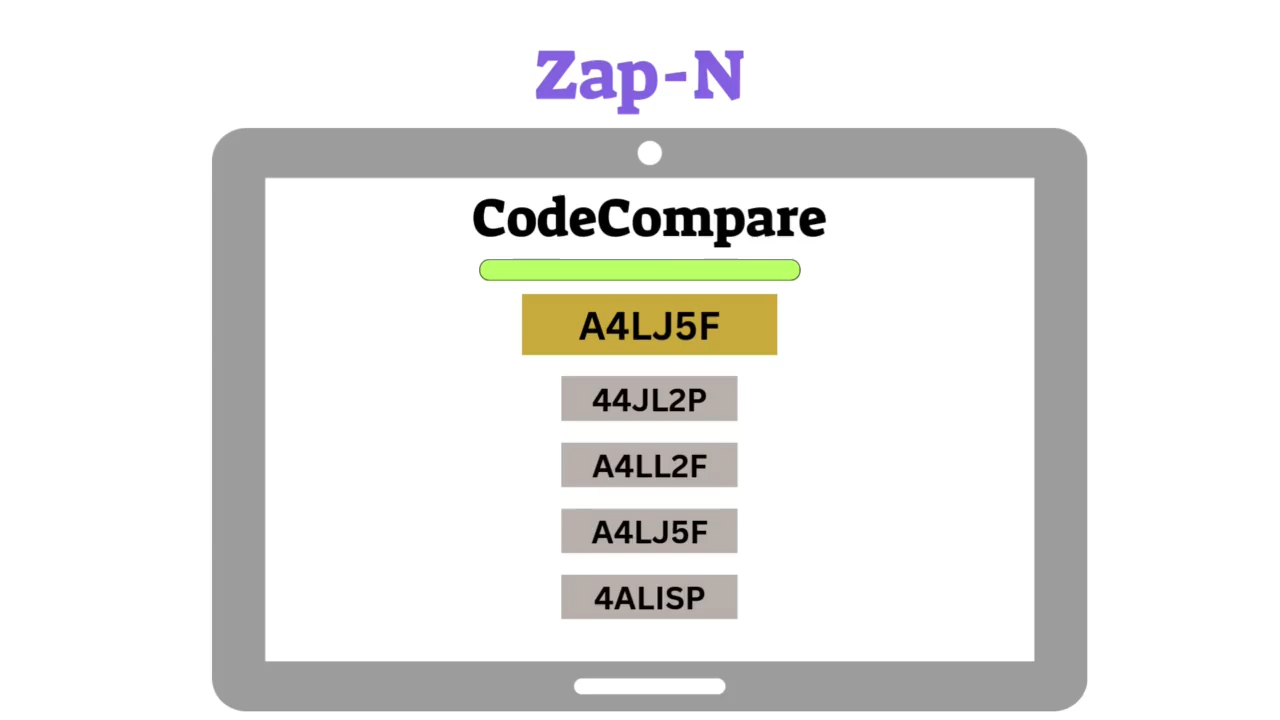 Zap-N
CodeCompare
A4LJ5F
44JL2P
A4LL2F
A4LJ5F
4ALISP